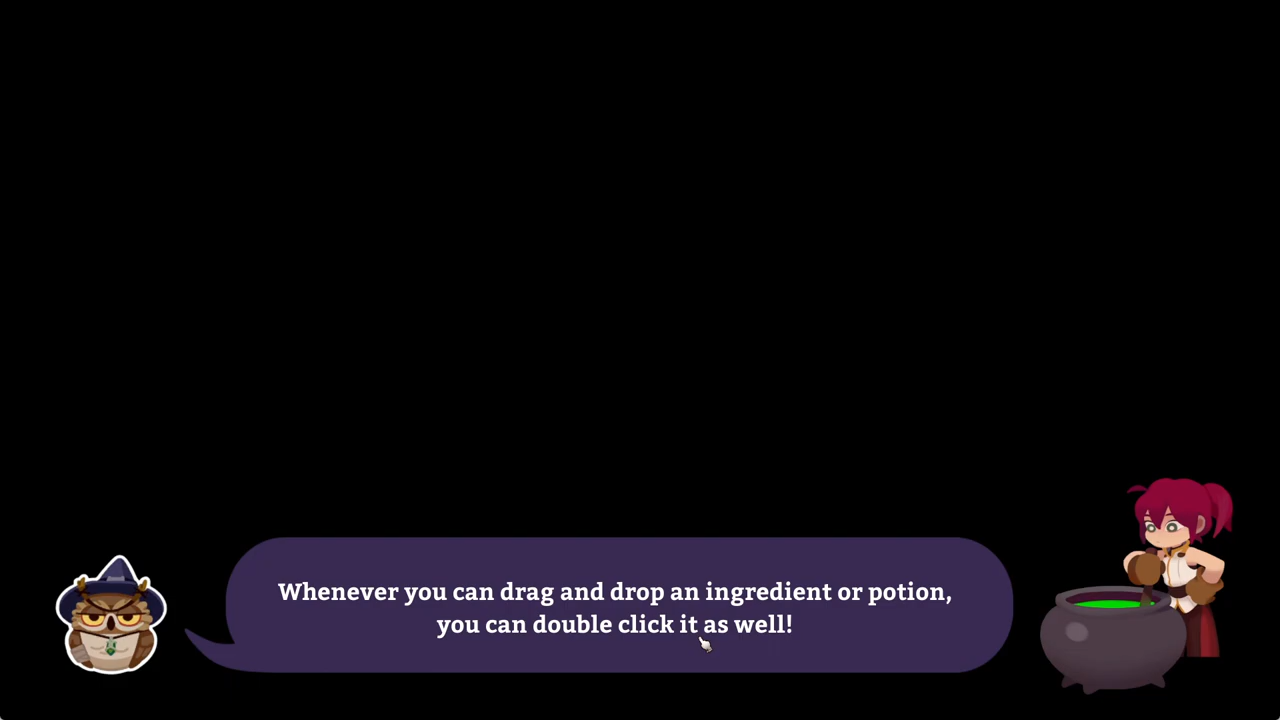 Whenever you can drag and drop an ingredient or potion,
you can double click it as well!